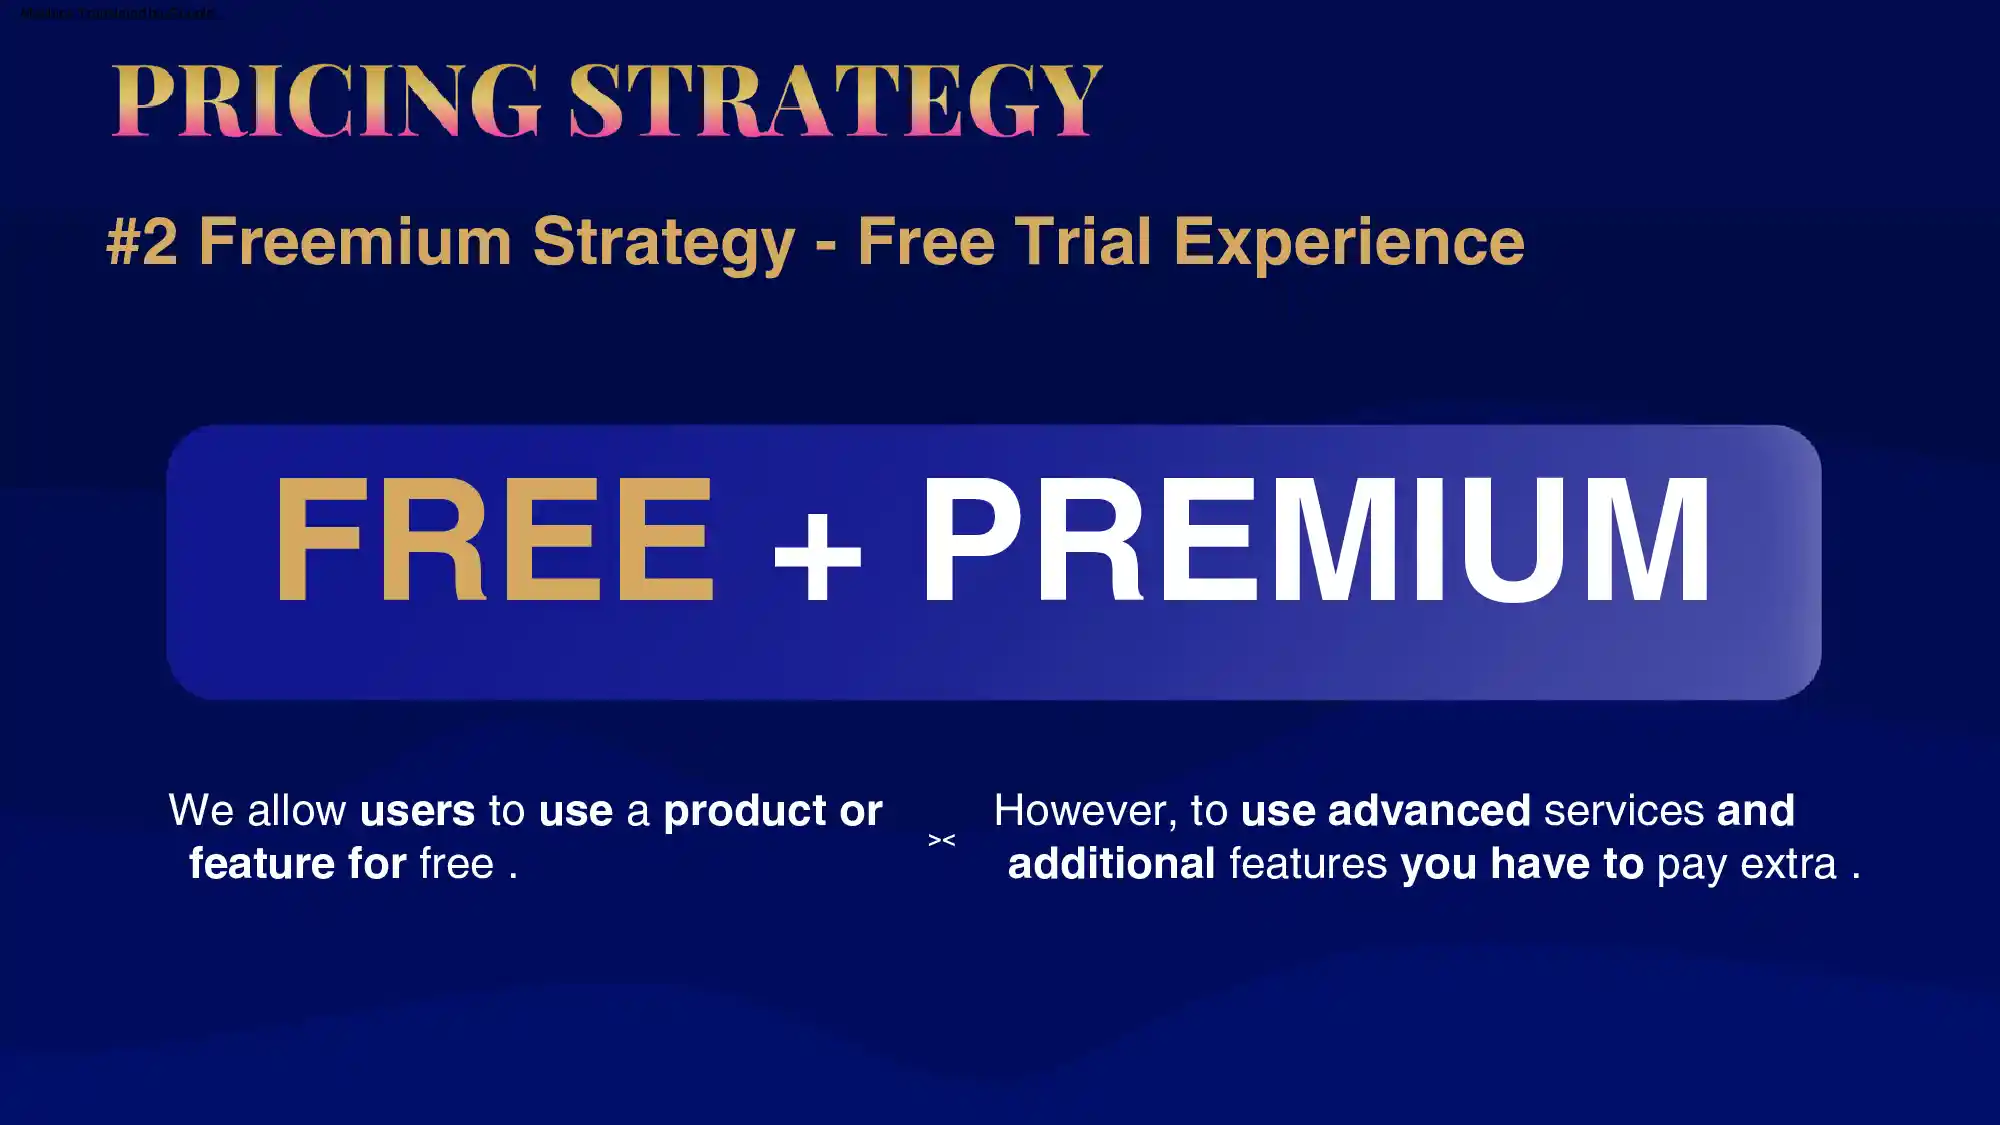 PRICING STRATEGY
#2 Freemium Strategy - Free Trial Experience
FREE + PREMIUM
We allow users to use a product or
feature for free .
><
However, to use advanced services and
additional features you have to pay extra .